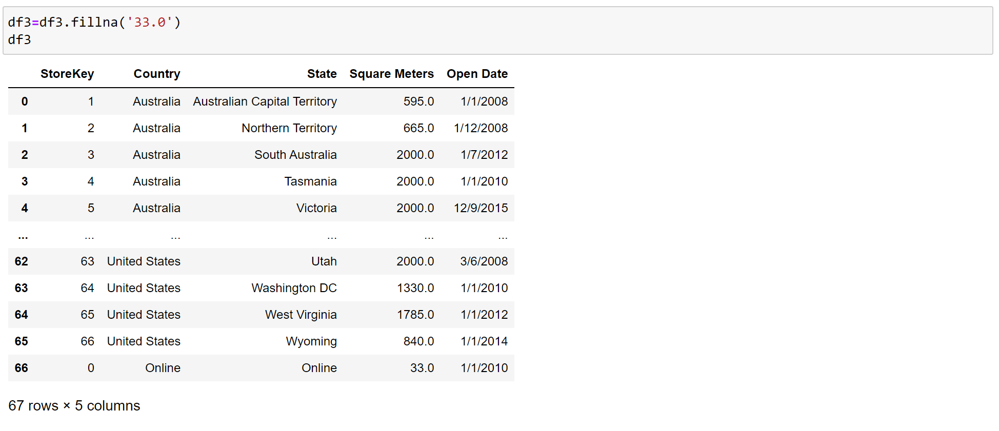 df3=df3.fillna('33.0')
df3
StoreKey Country State Square Meters Open Date
0 1 Australia Australian Capital Territory 595.0 1/1/2008
1 2 Australia Northern Territory 665.0 1/12/2008
2 3 Australia South Australia 2000.0 1/7/2012
3 4 Australia Tasmania 2000.0 1/1/2010
4 5 Australia Victoria 2000.0 12/9/2015
... ... ... ... ... ...
62 63 United States Utah 2000.0 3/6/2008
63 64 United States Washington DC 1330.0 1/1/2010
64 65 United States West Virginia 1785.0 1/1/2012
65 66 United States Wyoming 840.0 1/1/2014
66 0 Online Online 33.0 1/1/2010
67 rows × 5 columns